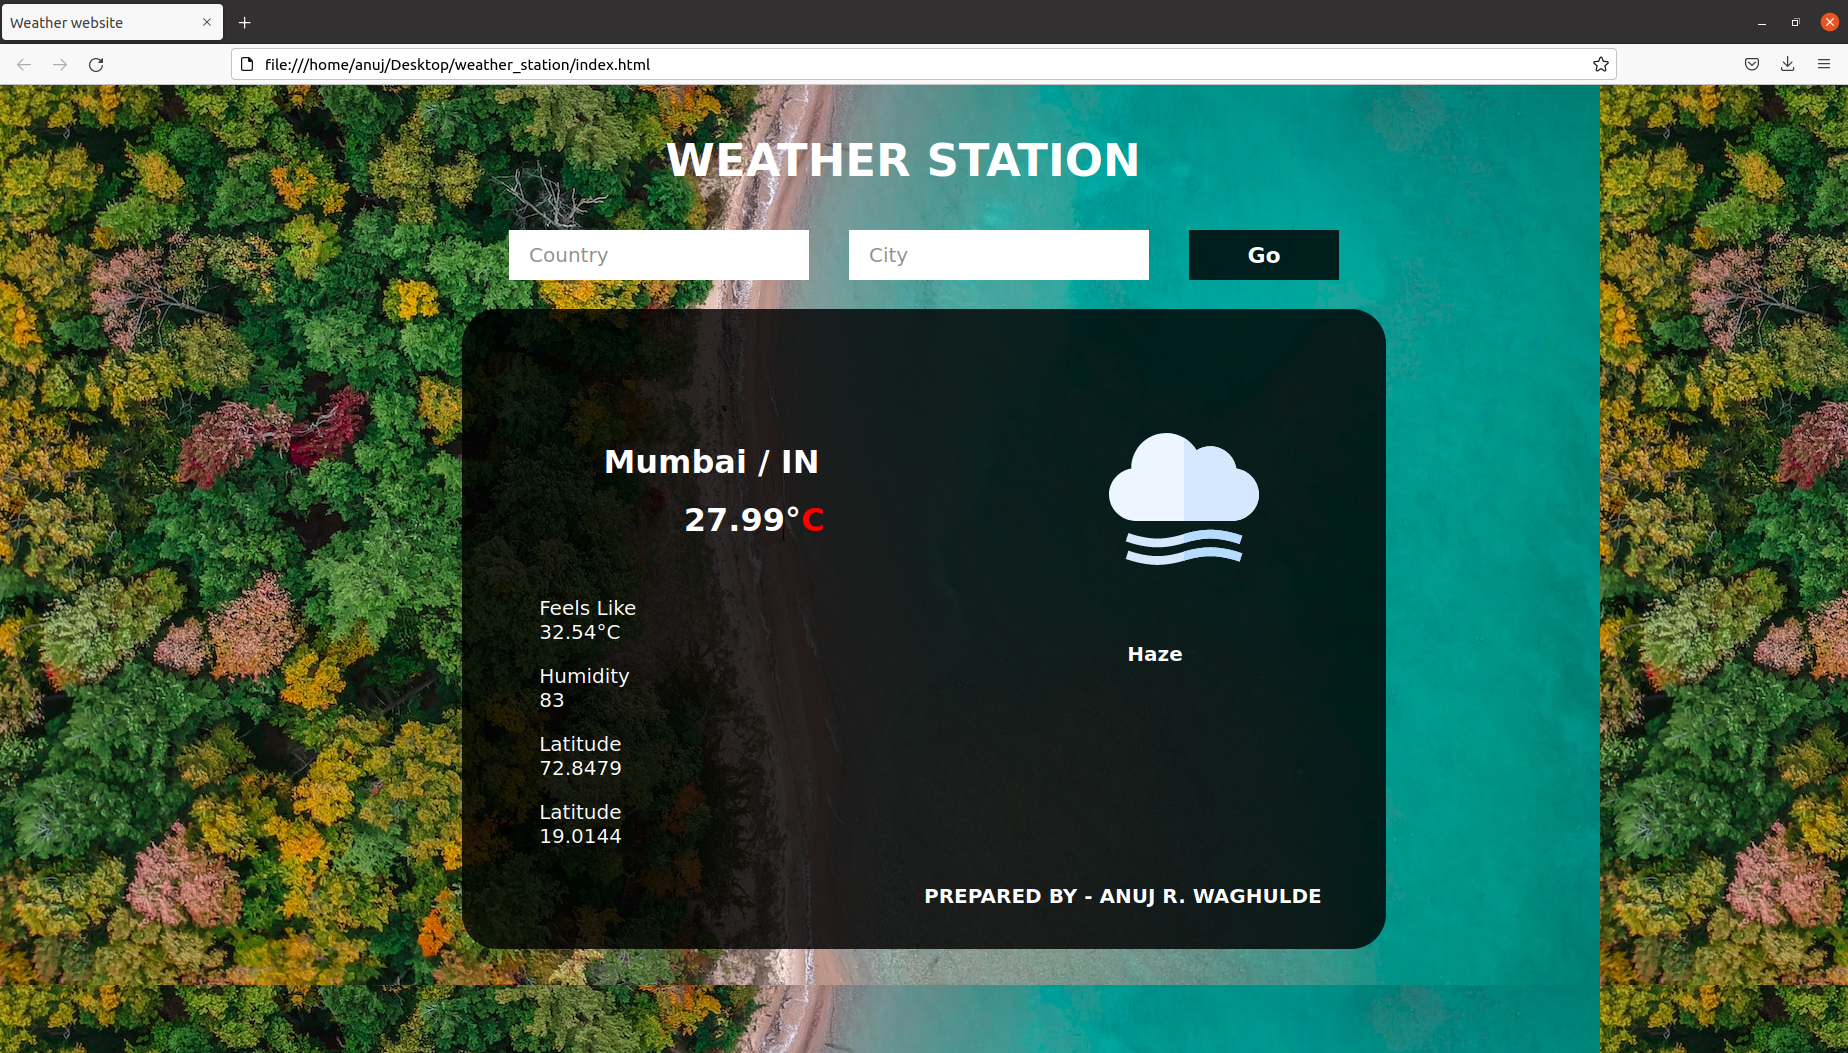 Weather website
file:///home/anuj/Desktop/weather_station/index.html
WEATHER STATION
Country
City
Go
Mumbai / IN
27.99°C
Feels Like
32.54°C
Humidity
83
Latitude
72.8479
Latitude
19.0144
Haze
PREPARED BY - ANUJ R. WAGHULDE